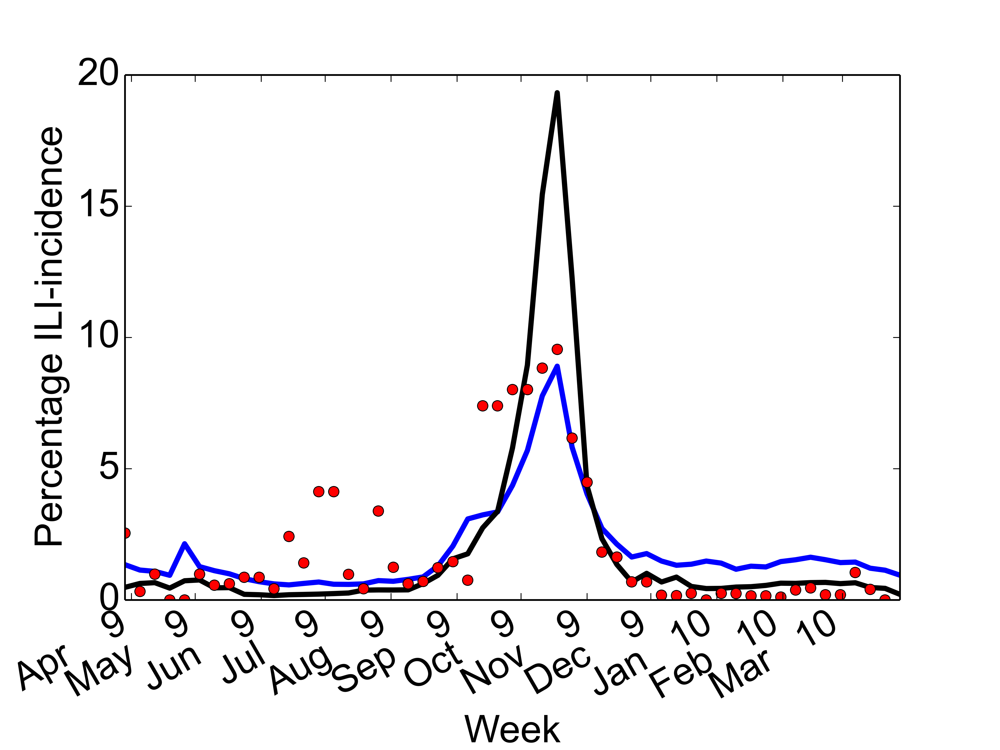 Percentage ILI-incidence
20
15
10
5
0
Apr 9
May 9
Jun 9
Jul 9
Aug 9
Sep 9
Oct 9
Nov 9
Dec 9
Jan 10
Feb 10
Mar 10
Week